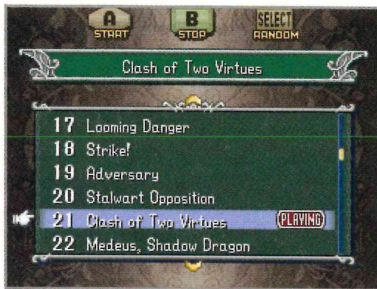 A B SELECT
START STOP RANDOM
Clash of Two Virtues
17 Looming Danger
18 Strike!
19 Adversary
20 Stalwart Opposition
21 Clash of Two Virtues (PLAYING)
22 Medeus, Shadow Dragon